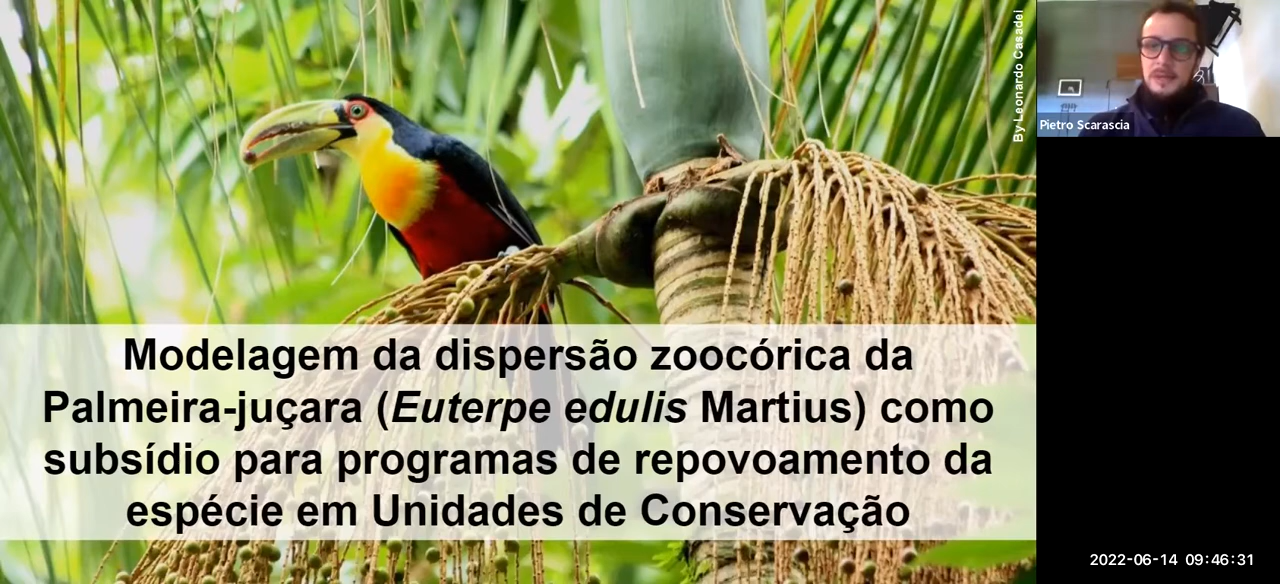 By Leonardo Casadei
Pietro Scarascia
Modelagem da dispersão zoocórica da
Palmeira-juçara (Euterpe edulis Martius) como
subsídio para programas de repovoamento da
espécie em Unidades de Conservação
2022-06-14 09:46:31